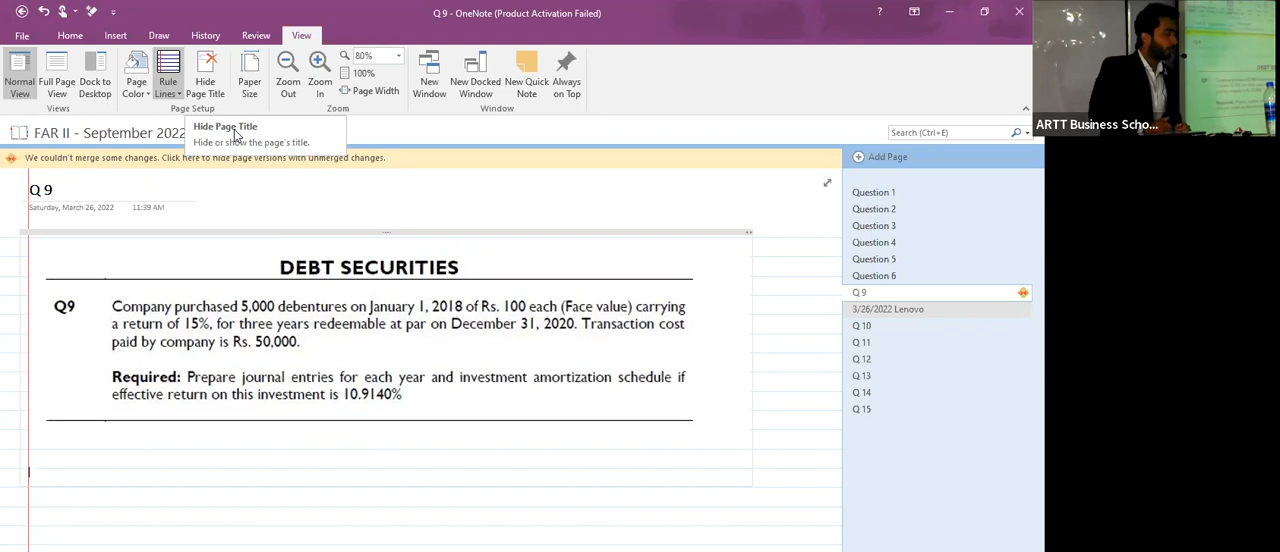 Q 9 - OneNote (Product Activation Failed)
File Home Insert Draw History Review View
Normal View
Full Page View
Dock to Desktop
Page Color
Rule Lines
Hide Page Title
Paper Size
Zoom Out
Zoom In
80%
100%
Page Width
New Window
New Docked Window
New Quick Note
Always on Top
Views Page Setup Zoom Window
Hide Page Title
Hide or show the page's title.
FAR II - September 2022
Search (Ctrl+E)
We couldn't merge some changes. Click here to hide page versions with unmerged changes.
Q 9
Saturday, March 26, 2022 11:39 AM
DEBT SECURITIES
Q9 Company purchased 5,000 debentures on January 1, 2018 of Rs. 100 each (Face value) carrying
a return of 15%, for three years redeemable at par on December 31, 2020. Transaction cost
paid by company is Rs. 50,000.
Required: Prepare journal entries for each year and investment amortization schedule if
effective return on this investment is 10.9140%
Add Page
Question 1
Question 2
Question 3
Question 4
Question 5
Question 6
Q 9
3/26/2022 Lenovo
Q 10
Q 11
Q 12
Q 13
Q 14
Q 15
ARTT Business Scho...